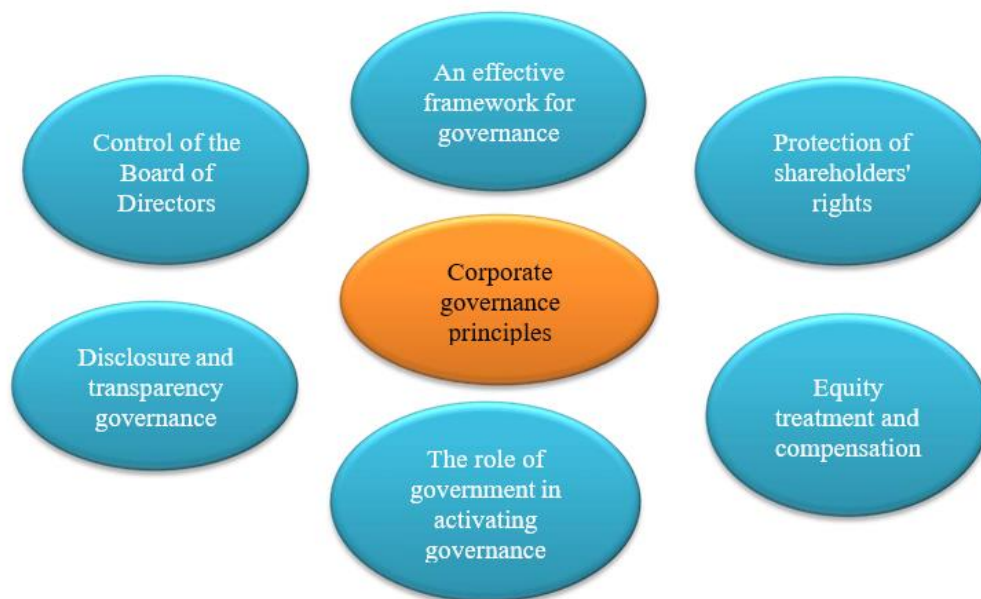 An effective
framework for
governance
Control of the
Board of
Directors
Protection of
shareholders'
rights
Corporate
governance
principles
Disclosure and
transparency
governance
Equity
treatment and
compensation
The role of
government in
activating
governance